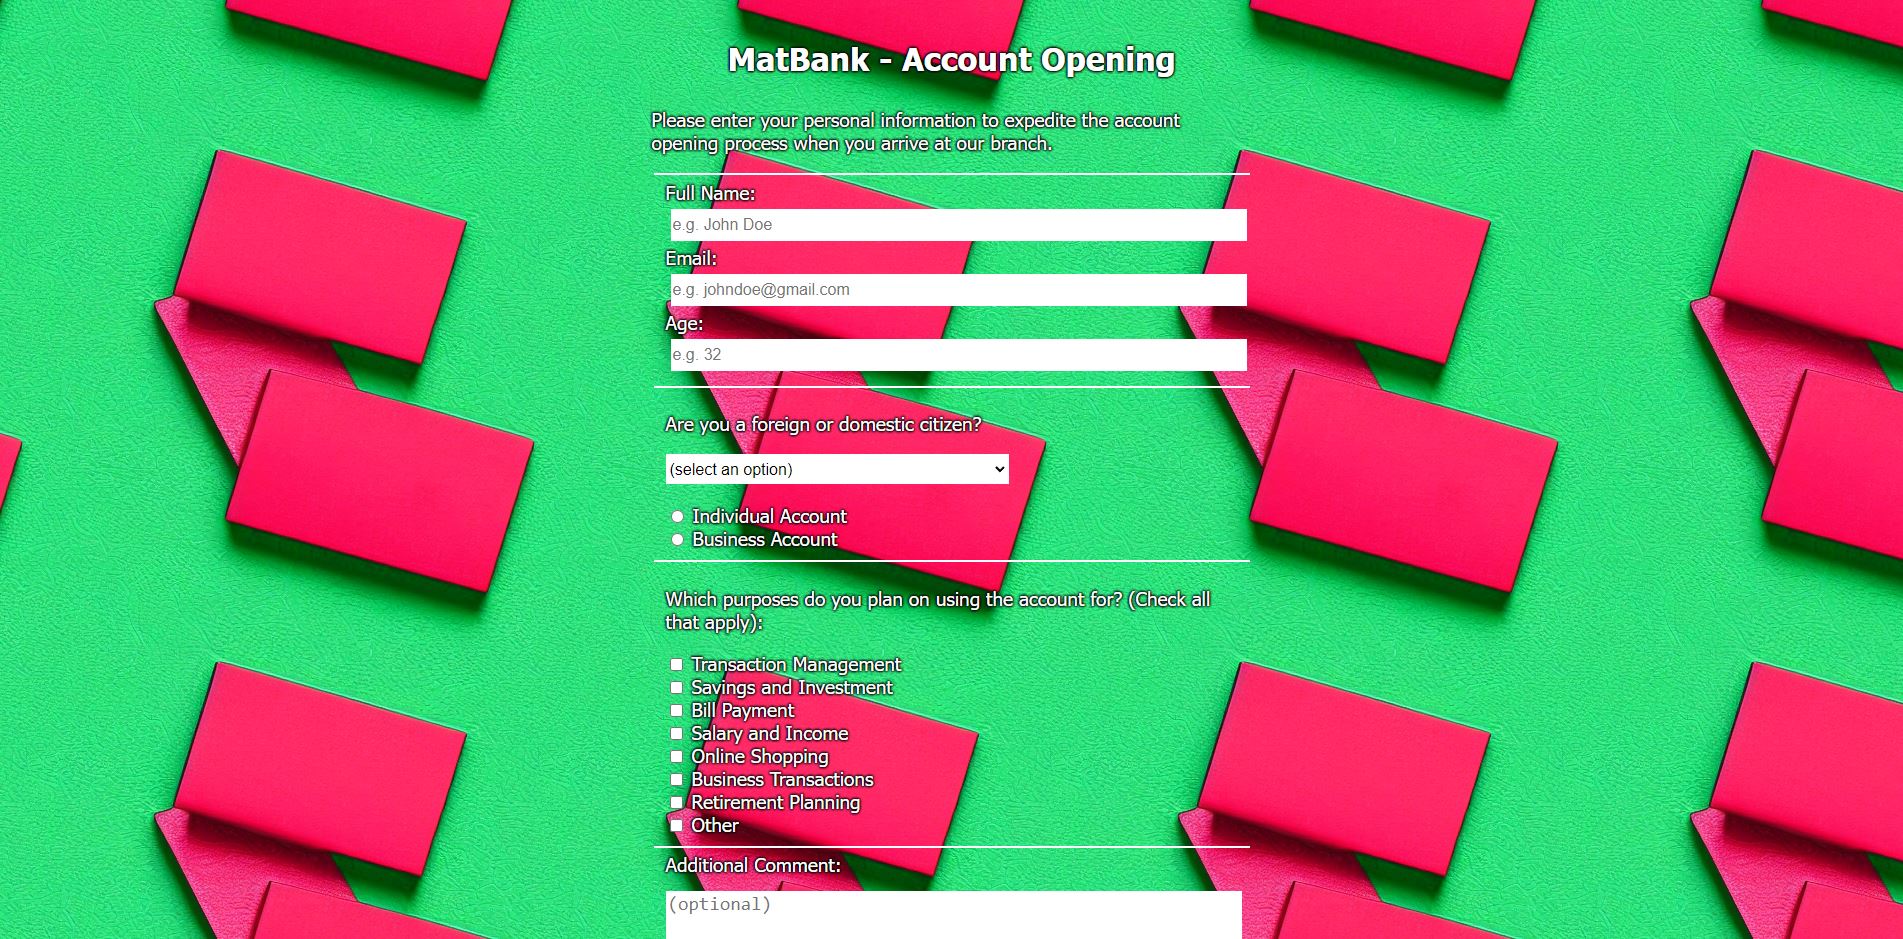 MatBank - Account Opening
Please enter your personal information to expedite the account
opening process when you arrive at our branch.
Full Name:
e.g. John Doe
Email:
e.g. johndoe@gmail.com
Age:
e.g. 32
Are you a foreign or domestic citizen?
(select an option)
Individual Account
Business Account
Which purposes do you plan on using the account for? (Check all
that apply):
Transaction Management
Savings and Investment
Bill Payment
Salary and Income
Online Shopping
Business Transactions
Retirement Planning
Other
Additional Comment:
(optional)